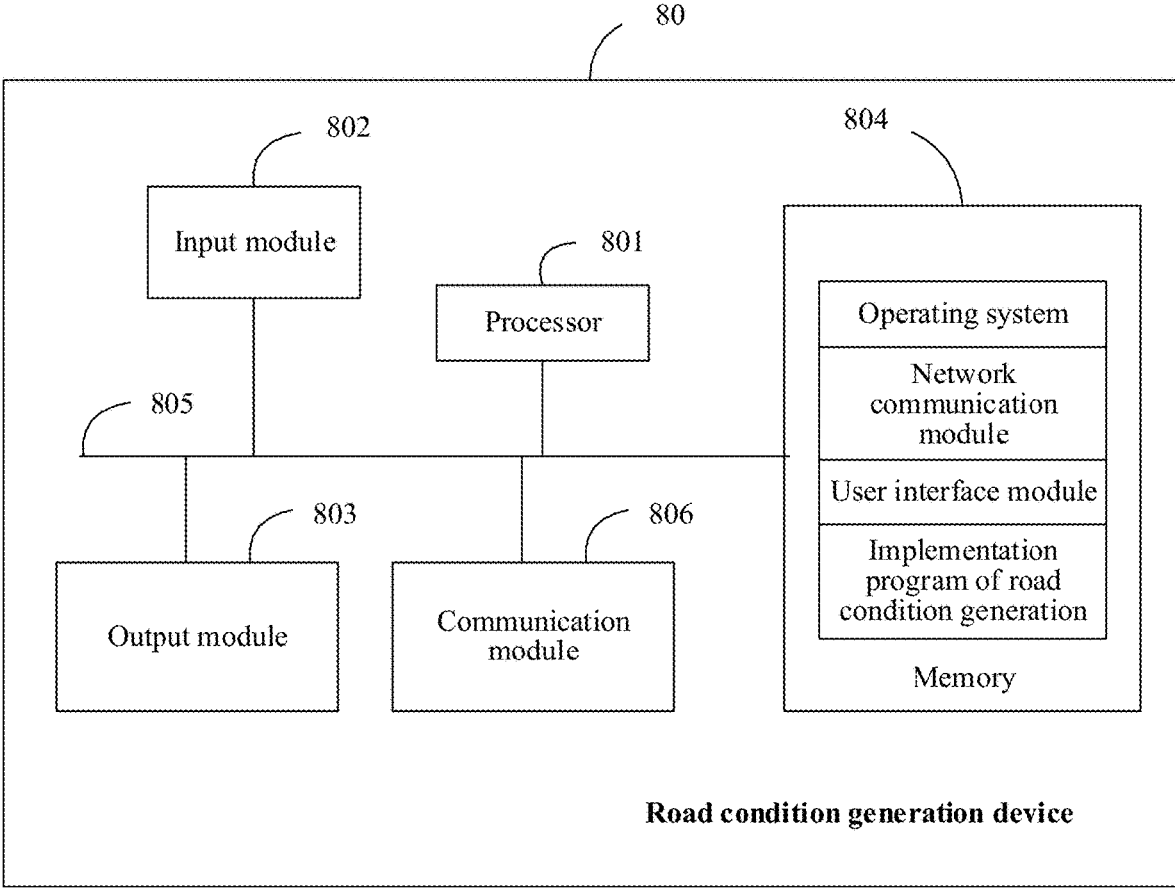 80
802
804
Input module
801
Processor
Operating system
Network
communication
module
805
User interface module
803
806
Implementation
program of road
condition generation
Output module
Communication
module
Memory
Road condition generation device